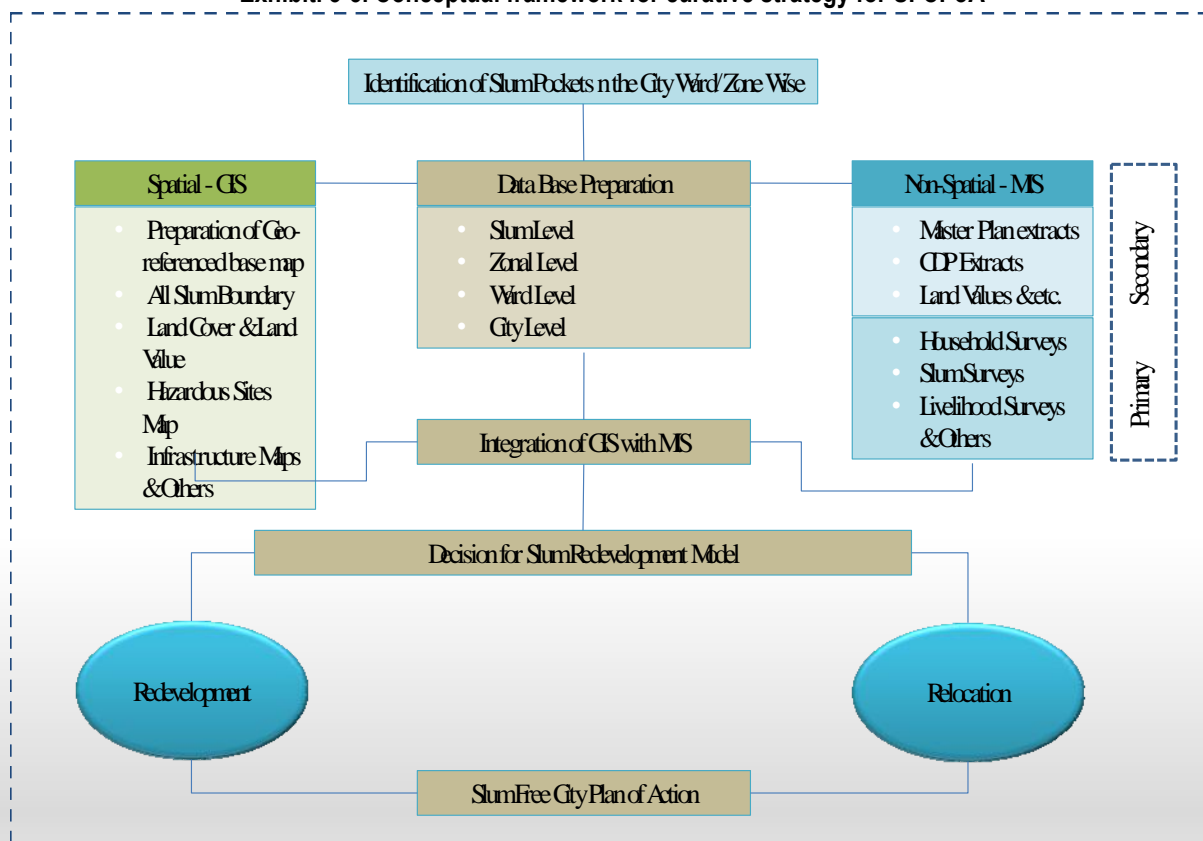 Identification of Slum Pockets n the City Ward/ Zone Wise
Spatial - GIS
Preparation of Geo-
referenced base map
All Slum Boundary
Land Cover & Land
Value
Hazardous Sites
Map
Infrastructure Maps
& Others
Data Base Preparation
Slum Level
Zonal Level
Ward Level
City Level
Non-Spatial - MIS
Master Plan extracts
CDP Extracts
Land Values & etc.
Household Surveys
Slum Surveys
Livelihood Surveys
& Others
Secondary
Primary
Integration of GIS with MIS
Decision for Slum Redevelopment Model
Redevelopment
Relocation
Slum Free City Plan of Action